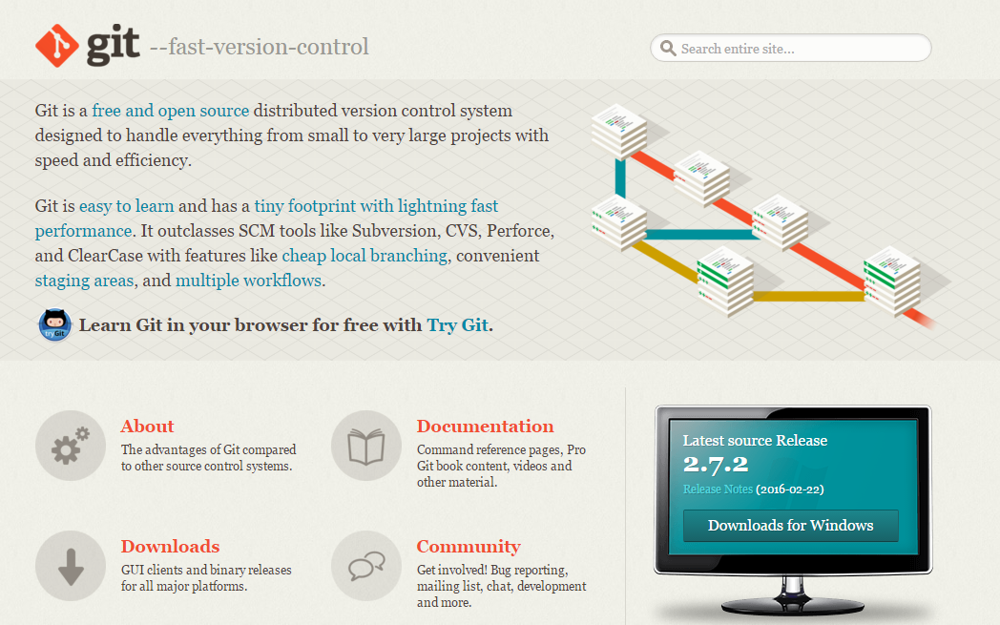 git --fast-version-control
Search entire site...
Git is a free and open source distributed version control system
designed to handle everything from small to very large projects with
speed and efficiency.
Git is easy to learn and has a tiny footprint with lightning fast
performance. It outclasses SCM tools like Subversion, CVS, Perforce,
and ClearCase with features like cheap local branching, convenient
staging areas, and multiple workflows.
tryGit
Learn Git in your browser for free with Try Git.
About
The advantages of Git compared
to other source control systems.
Documentation
Command reference pages, Pro
Git book content, videos and
other material.
Downloads
GUI clients and binary releases
for all major platforms.
Community
Get involved! Bug reporting,
mailing list, chat, development
and more.
Latest source Release
2.7.2
Release Notes (2016-02-22)
Downloads for Windows